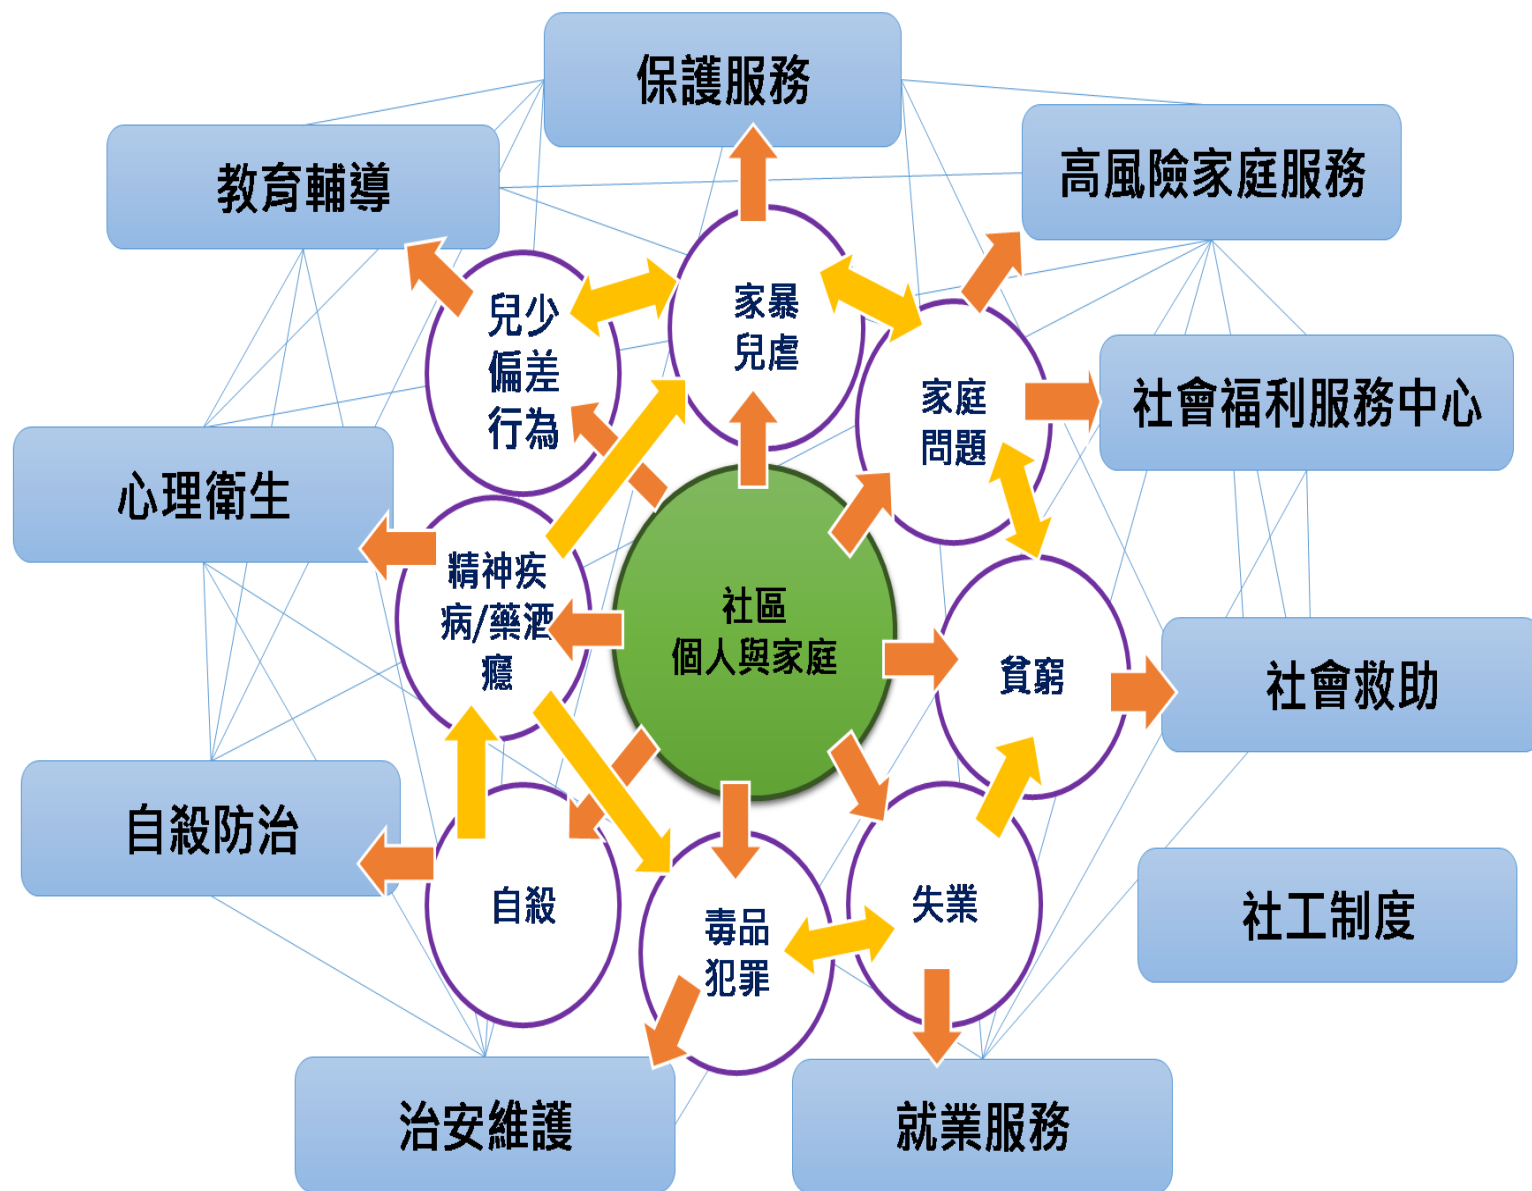 保護服務
教育輔導
高風險家庭服務
兒少
偏差
行為
家暴
兒虐
家庭
問題
社會福利服務中心
心理衛生
精神疾
病/藥酒
癮
社區
個人與家庭
貧窮
社會救助
自殺防治
自殺
毒品
犯罪
失業
社工制度
治安維護
就業服務